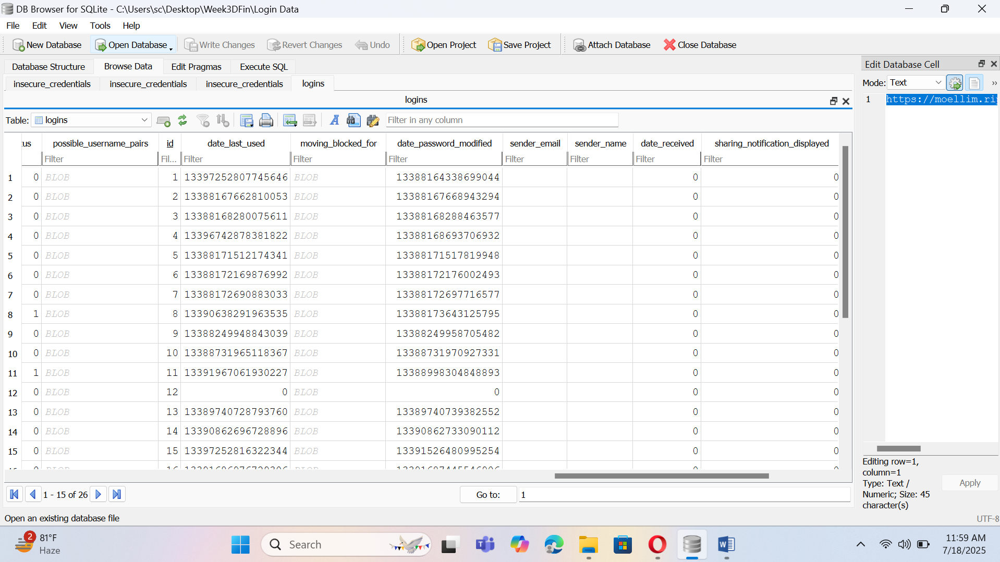 DB Browser for SQLite - C:\Users\sc\Desktop\Week3DFin\Login Data
File Edit View Tools Help
New Database Open Database Write Changes Revert Changes Undo Open Project Save Project Attach Database Close Database
Database Structure Browse Data Edit Pragmas Execute SQL
insecure_credentials insecure_credentials insecure_credentials logins
logins
Table: logins Filter in any column
tus possible_username_pairs id date_last_used moving_blocked_for date_password_modified sender_email sender_name date_received sharing_notification_displayed
Filter Fil... Filter Filter Filter Filter Filter Filter Filter
1 0 BLOB 1 13397252807745646 BLOB 13388164338699044 0 0
2 0 BLOB 2 13388167662810053 BLOB 13388167668943294 0 0
3 0 BLOB 3 13388168280075611 BLOB 13388168288463577 0 0
4 0 BLOB 4 13396742878381822 BLOB 13388168693706932 0 0
5 0 BLOB 5 13388171512174341 BLOB 13388171517819948 0 0
6 0 BLOB 6 13388172169876992 BLOB 13388172176002493 0 0
7 0 BLOB 7 13388172690883033 BLOB 13388172697716577 0 0
8 1 BLOB 8 13390638291963535 BLOB 13388173643125795 0 0
9 0 BLOB 9 13388249948843039 BLOB 13388249958705482 0 0
10 0 BLOB 10 13388731965118367 BLOB 13388731970927331 0 0
11 1 BLOB 11 13391967061930227 BLOB 13388998304848893 0 0
12 0 BLOB 12 0 BLOB 0 0 0
13 0 BLOB 13 13389740728793760 BLOB 13389740739382552 0 0
14 0 BLOB 14 13390862696728896 BLOB 13390862733090112 0 0
15 0 BLOB 15 13397252816322344 BLOB 13391526480995254 0 0
1 - 15 of 26 Go to: 1
Edit Database Cell
Mode: Text »
1 https://moellim.ri
Editing row=1,
column=1
Type: Text /
Numeric; Size: 45
character(s)
Apply
Open an existing database file
UTF-8
2 81°F
Haze
Search
11:59 AM
7/18/2025